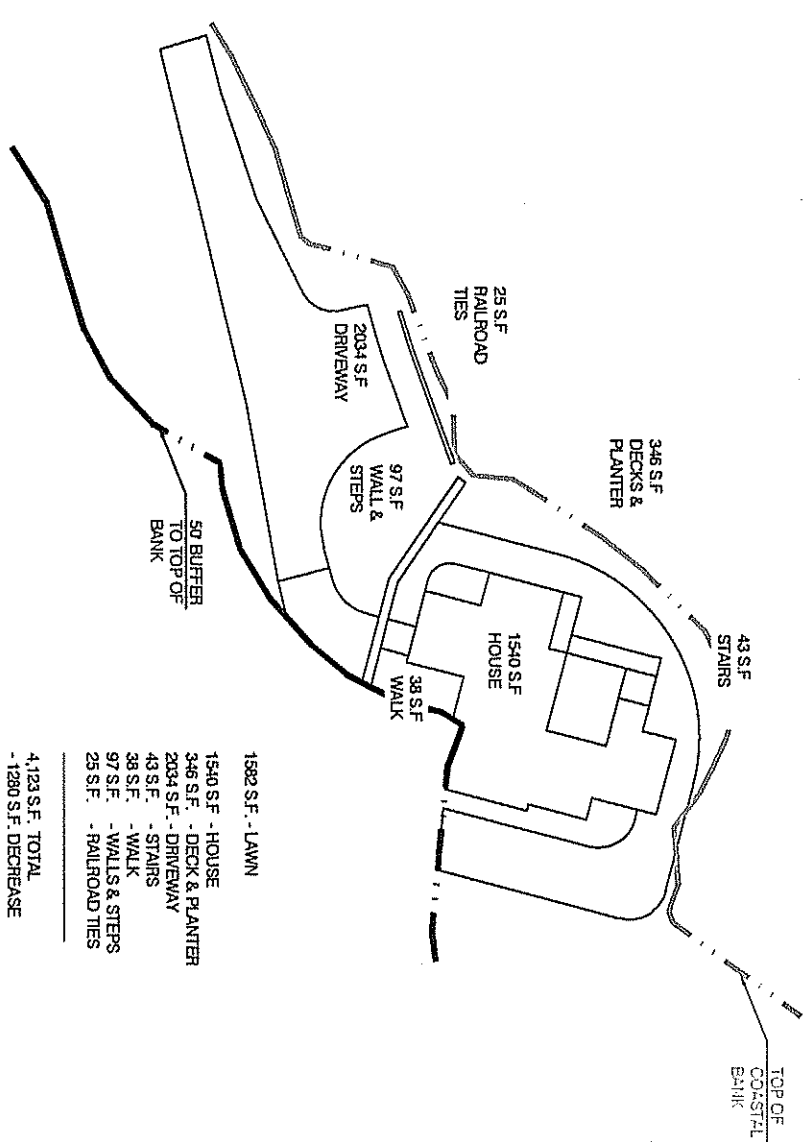 25 S.F
RAILROAD
TIES
346 S.F
DECKS &
PLANTER
43 S.F
STAIRS
TOP OF
COASTAL
BANK
2034 S.F
DRIVEWAY
97 S.F
WALL &
STEPS
1540 S.F
HOUSE
38 S.F
WALK
50' BUFFER
TO TOP OF
BANK
1582 S.F. - LAWN
1540 S.F - HOUSE
346 S.F. - DECK & PLANTER
2034 S.F. - DRIVEWAY
43 S.F. - STAIRS
38 S.F. - WALK
97 S.F. - WALLS & STEPS
25 S.F. - RAILROAD TIES
4,123 S.F. TOTAL
- 1280 S.F. DECREASE